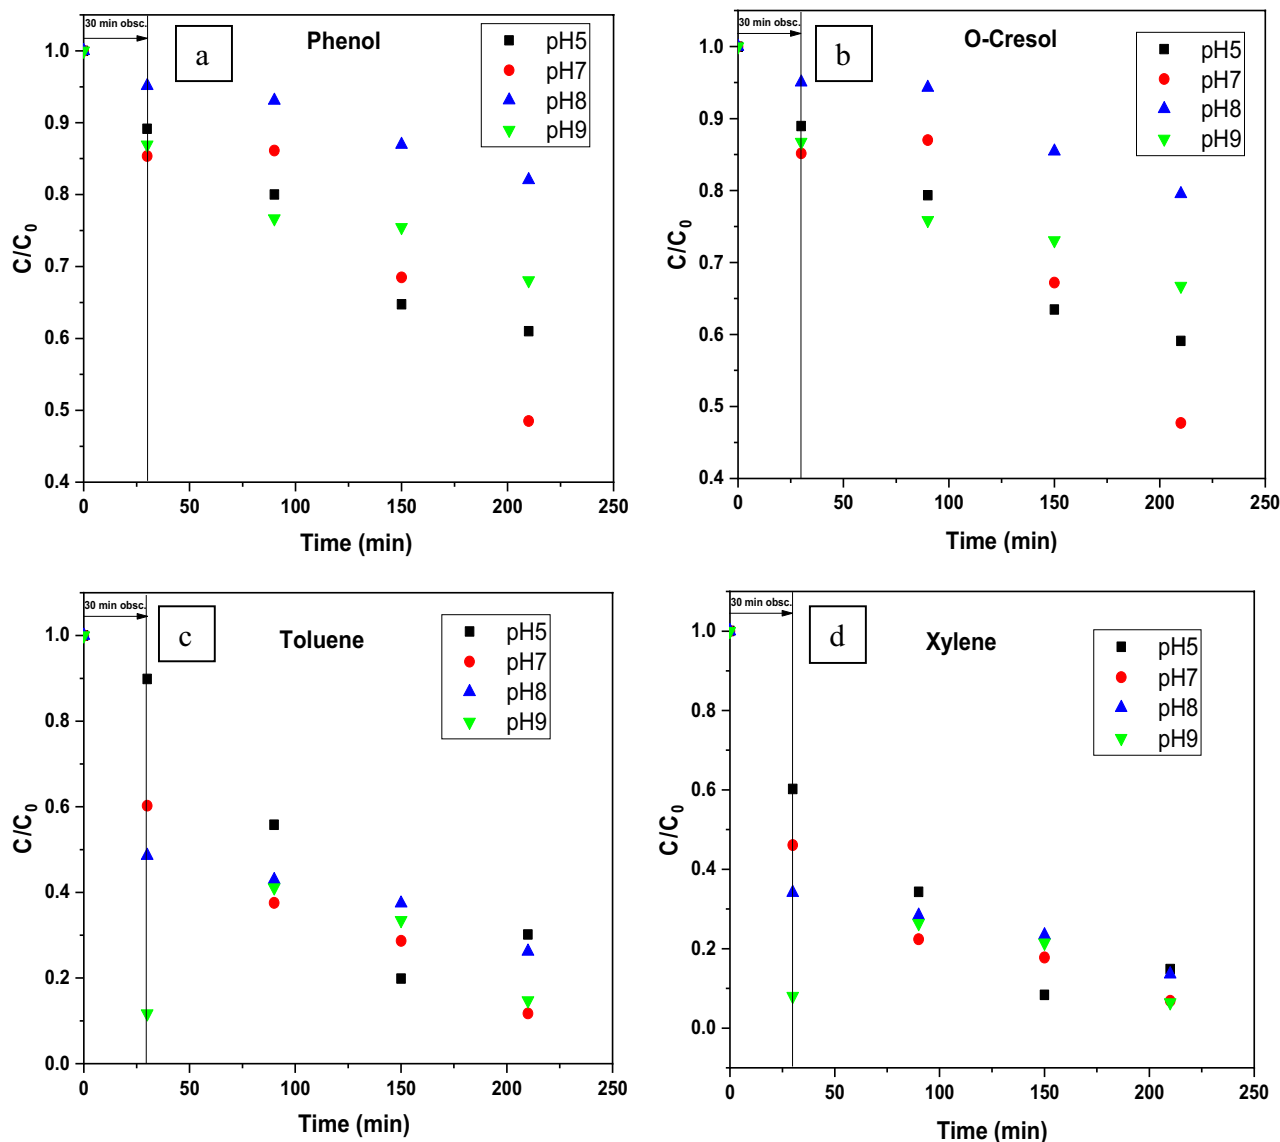 30 min obsc.
a
Phenol
pH5
pH7
pH8
pH9
1.0
0.9
0.8
0.7
0.6
0.5
0.4
C/C0
0 50 100 150 200 250
Time (min)
30 min obsc.
b
O-Cresol
pH5
pH7
pH8
pH9
1.0
0.9
0.8
0.7
0.6
0.5
0.4
C/C0
0 50 100 150 200 250
Time (min)
30 min obsc.
c
Toluene
pH5
pH7
pH8
pH9
1.0
0.8
0.6
0.4
0.2
0.0
C/C0
0 50 100 150 200 250
Time (min)
30 min obsc.
d
Xylene
pH5
pH7
pH8
pH9
1.0
0.8
0.6
0.4
0.2
0.0
C/C0
0 50 100 150 200 250
Time (min)